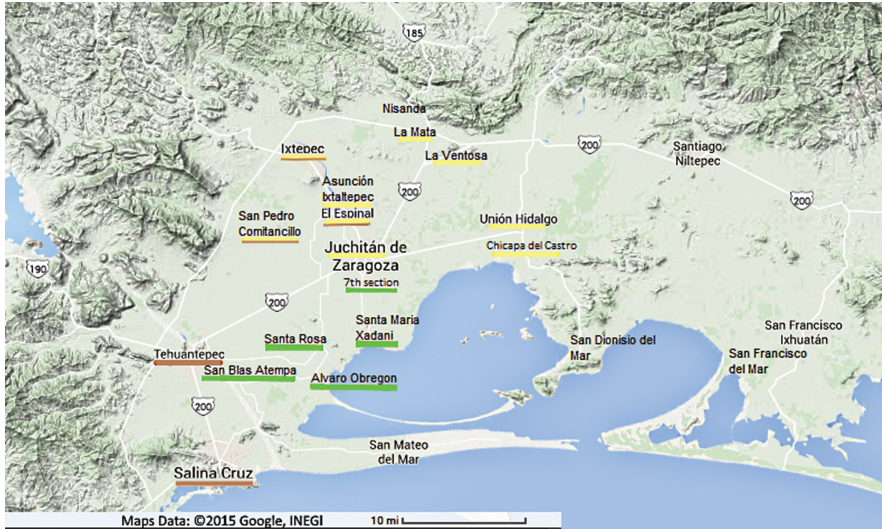 185
Nisanda
La Mata
Ixtepec
La Ventosa
200
Santiago
Niltepec
Asunción
Ixtaltepec
El Espinal
200
200
San Pedro
Comitancillo
Unión Hidalgo
Juchitán de
Zaragoza
Chicapa del Castro
190
7th section
200
Santa Maria
Xadani
Santa Rosa
San Dionisio del
Mar
San Francisco
Ixhuatán
Tehuantepec
San Francisco
del Mar
San Blas Atempa
Alvaro Obregon
200
San Mateo
del Mar
Salina Cruz
Maps Data: ©2015 Google, INEGI
10 mi